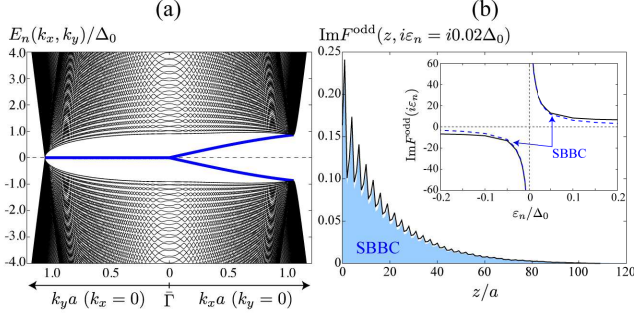 (a)
E_n(k_x, k_y)/Δ_0
4.0
3.0
2.0
1.0
0
-1.0
-2.0
-3.0
-4.0
1.0 0.5 0 0.5 1.0
k_y a (k_x = 0) Γ̄ k_x a (k_y = 0)
(b)
ImF^odd(z, iε_n = i0.02Δ_0)
0.25
0.20
0.15
0.10
0.05
0
0 20 40 60 80 100 120
z/a
SBBC
ImF^odd(iε_n)
60
40
20
0
-20
-40
-60
-0.2 -0.1 0 0.1 0.2
ε_n/Δ_0
SBBC